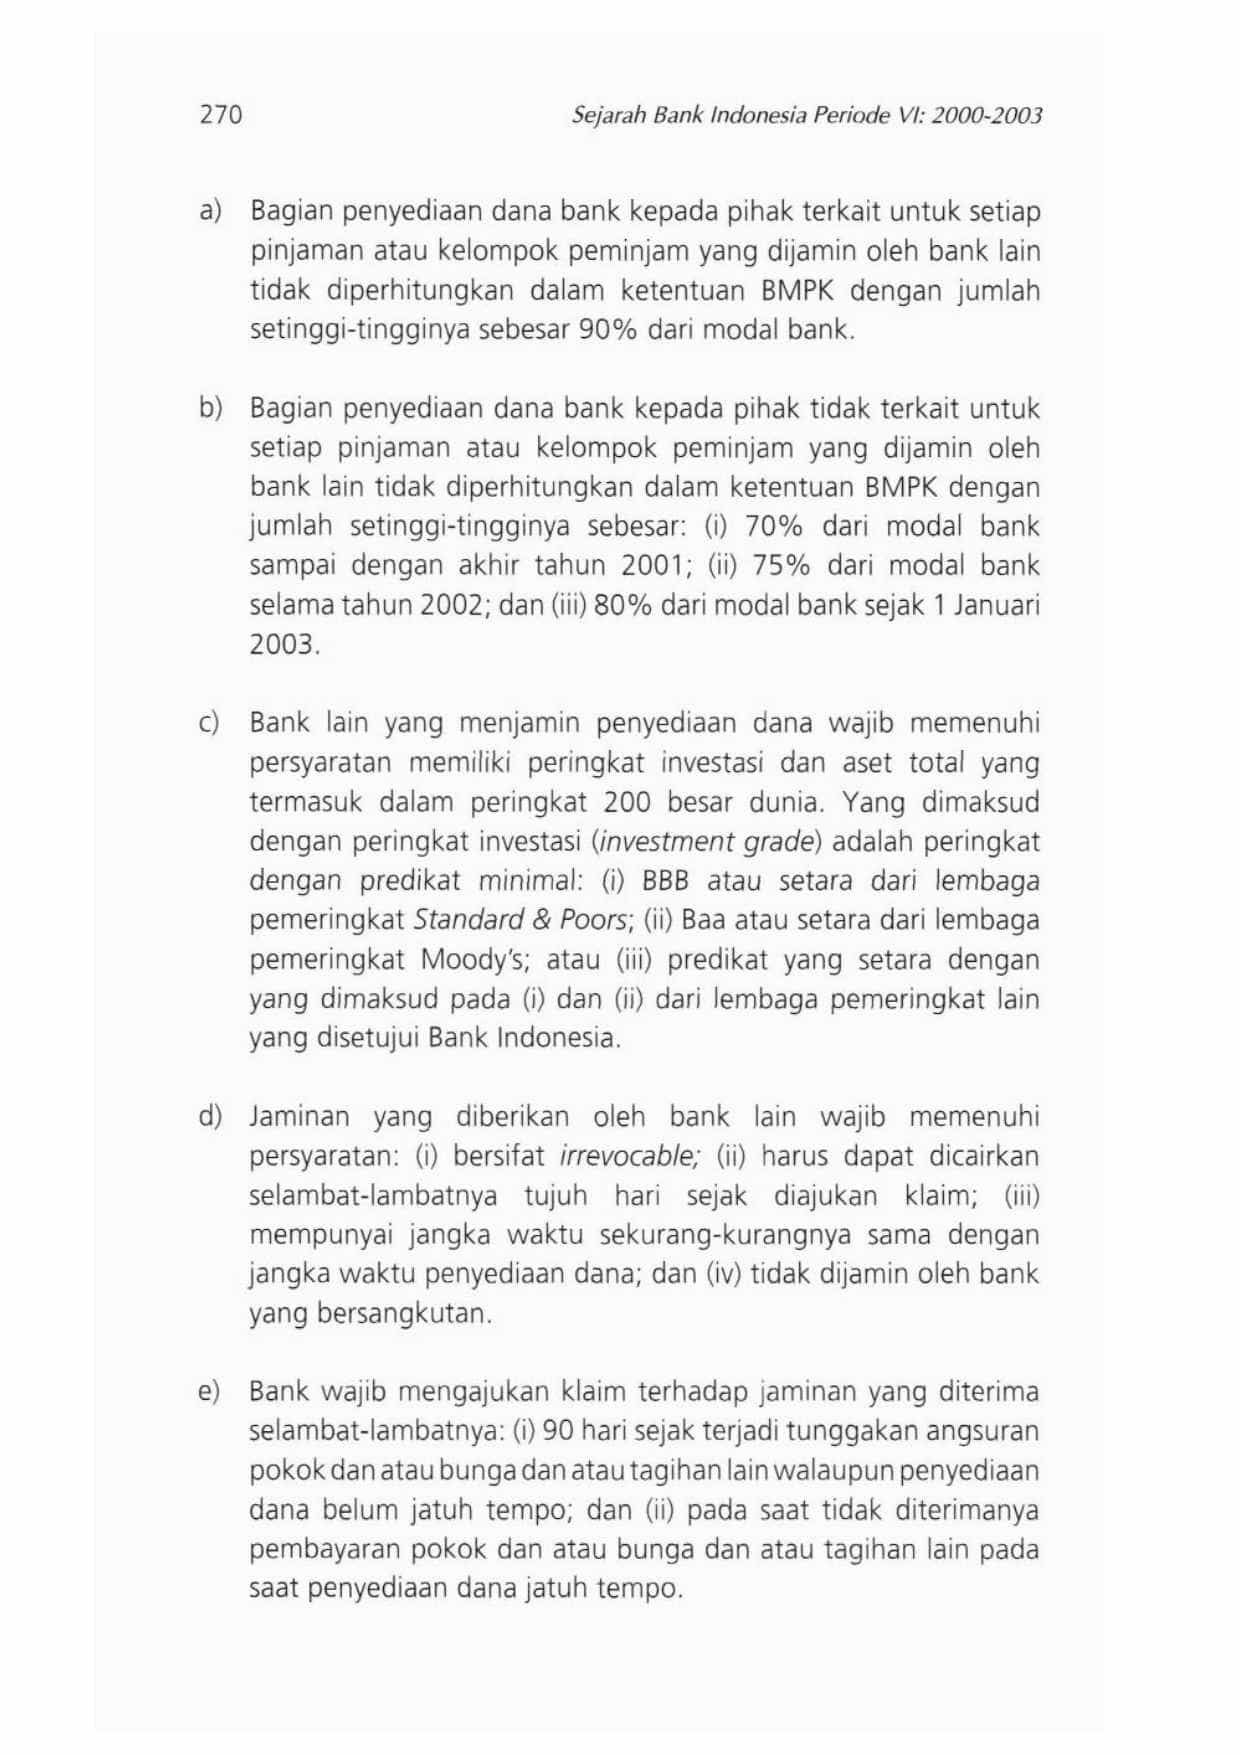 270
Sejarah Bank Indonesia Periode VI: 2000-2003
a) Bagian penyediaan dana bank kepada pihak terkait untuk setiap
pinjaman atau kelompok peminjam yang dijamin oleh bank lain
tidak diperhitungkan dalam ketentuan BMPK dengan jumlah
setinggi-tingginya sebesar 90% dari modal bank.
b) Bagian penyediaan dana bank kepada pihak tidak terkait untuk
setiap pinjaman atau kelompok peminjam yang dijamin oleh
bank lain tidak diperhitungkan dalam ketentuan BMPK dengan
jumlah setinggi-tingginya sebesar: (i) 70% dari modal bank
sampai dengan akhir tahun 2001; (ii) 75% dari modal bank
selama tahun 2002; dan (iii) 80% dari modal bank sejak 1 Januari
2003.
c) Bank lain yang menjamin penyediaan dana wajib memenuhi
persyaratan memiliki peringkat investasi dan aset total yang
termasuk dalam peringkat 200 besar dunia. Yang dimaksud
dengan peringkat investasi (investment grade) adalah peringkat
dengan predikat minimal: (i) BBB atau setara dari lembaga
pemeringkat Standard & Poors; (ii) Baa atau setara dari lembaga
pemeringkat Moody's; atau (iii) predikat yang setara dengan
yang dimaksud pada (i) dan (ii) dari lembaga pemeringkat lain
yang disetujui Bank Indonesia.
d) Jaminan yang diberikan oleh bank lain wajib memenuhi
persyaratan: (i) bersifat irrevocable; (ii) harus dapat dicairkan
selambat-lambatnya tujuh hari sejak diajukan klaim; (iii)
mempunyai jangka waktu sekurang-kurangnya sama dengan
jangka waktu penyediaan dana; dan (iv) tidak dijamin oleh bank
yang bersangkutan.
e) Bank wajib mengajukan klaim terhadap jaminan yang diterima
selambat-lambatnya: (i) 90 hari sejak terjadi tunggakan angsuran
pokok dan atau bunga dan atau tagihan lain walaupun penyediaan
dana belum jatuh tempo; dan (ii) pada saat tidak diterimanya
pembayaran pokok dan atau bunga dan atau tagihan lain pada
saat penyediaan dana jatuh tempo.